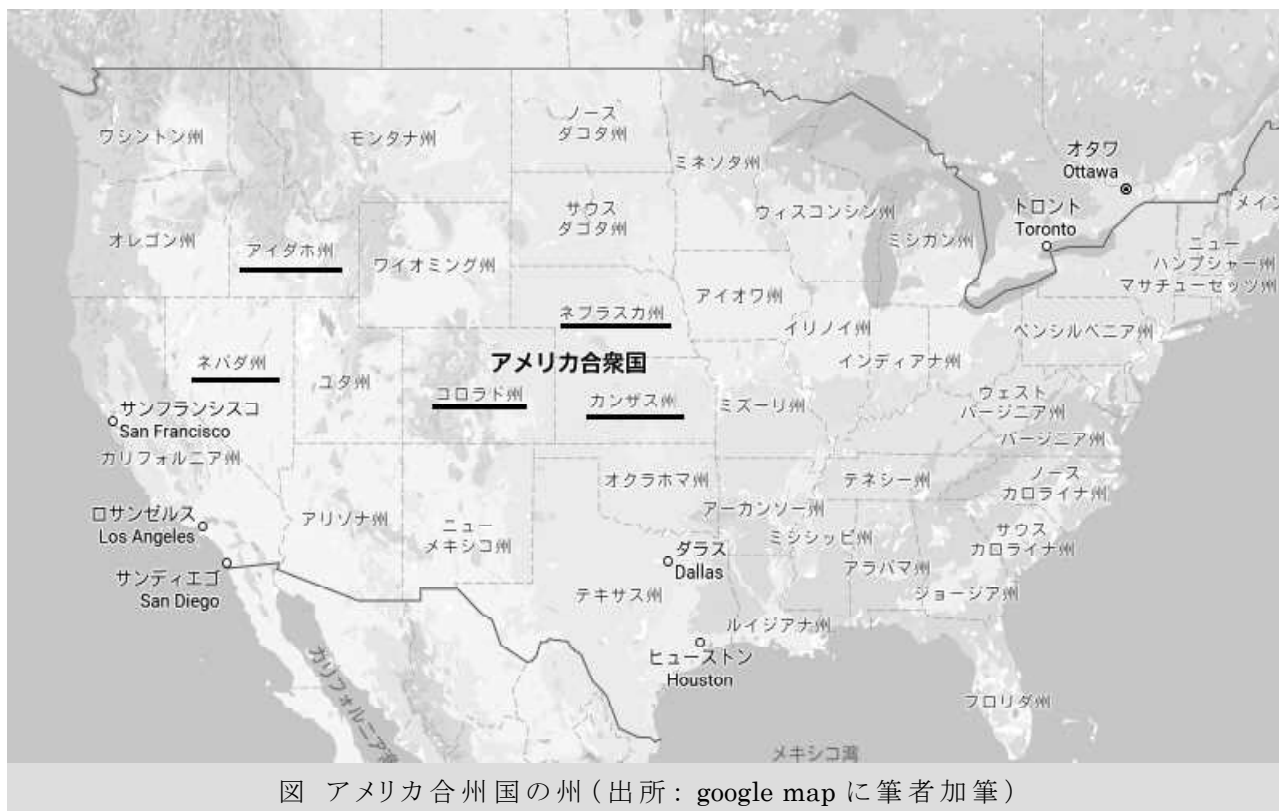 ワシントン州
モンタナ州
ノース
ダコタ州
ミネソタ州
オタワ
Ottawa
サウス
ダコタ州
ウィスコンシン州
ミシガン州
トロント
Toronto
メイン
オレゴン州
アイダホ州
ワイオミング州
ニュー
ハンプシャー州
マサチューセッツ州
アイオワ州
ネブラスカ州
イリノイ州
ペンシルベニア州
インディアナ州
ネバダ州
ユタ州
アメリカ合衆国
コロラド州
カンザス州
ミズーリ州
ウェスト
バージニア州
バージニア州
サンフランシスコ
San Francisco
カリフォルニア州
オクラホマ州
テネシー州
ノース
カロライナ州
アーカンソー州
ロサンゼルス
Los Angeles
アリゾナ州
ニュー
メキシコ州
ミシシッピ州
サウス
カロライナ州
ダラス
Dallas
アラバマ州
サンディエゴ
San Diego
テキサス州
ジョージア州
ルイジアナ州
ヒューストン
Houston
カリフォルニア湾
フロリダ州
メキシコ湾
図 アメリカ合州国の州(出所: google map に筆者加筆)